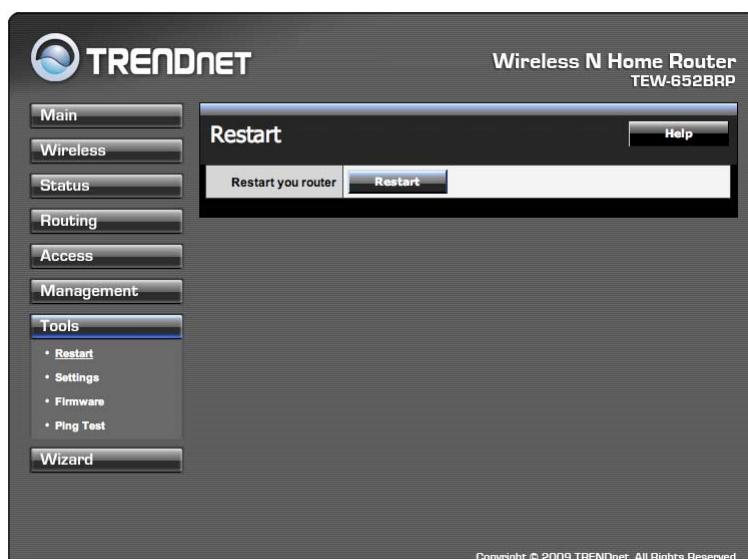 TRENDNET
Wireless N Home Router
TEW-652BRP
Main
Wireless
Status
Routing
Access
Management
Tools
• Restart
• Settings
• Firmware
• Ping Test
Wizard
Restart
Help
Restart you router
Restart
Copyright © 2009 TRENDnet. All Rights Reserved.